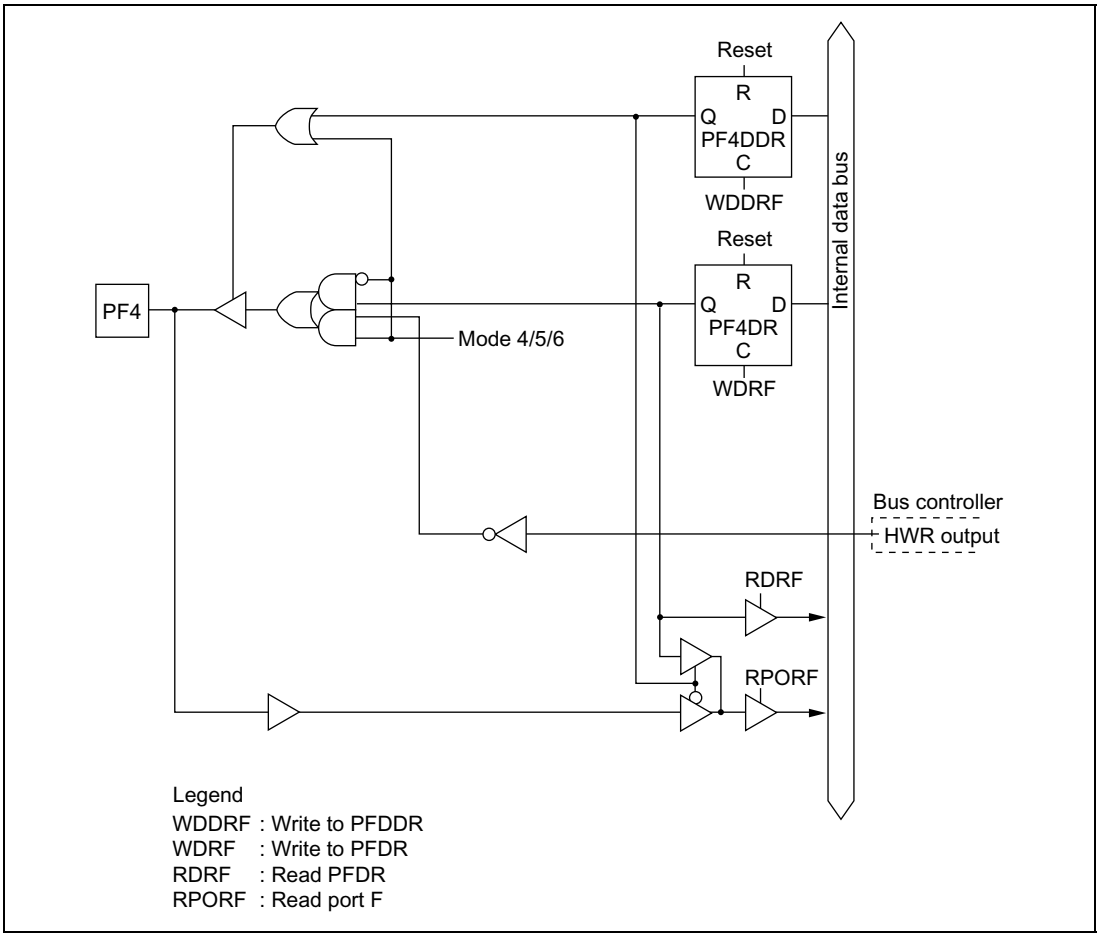 Reset
R
Q D
PF4DDR
C
WDDRF
Internal data bus
Reset
R
Q D
PF4DR
C
WDRF
PF4
Mode 4/5/6
Bus controller
HWR output
RDRF
RPORF
Legend
WDDRF : Write to PFDDR
WDRF : Write to PFDR
RDRF : Read PFDR
RPORF : Read port F